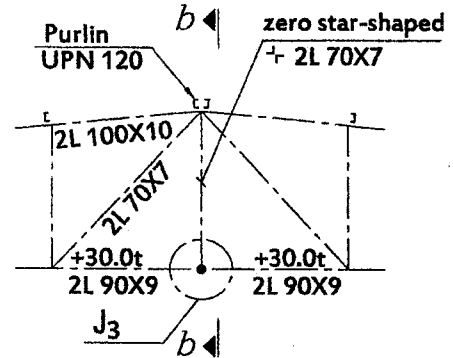 b
Purlin
UPN 120
zero star-shaped
2L 70X7
2L 100X10
2L 70X7
+30.0t
2L 90X9
+30.0t
2L 90X9
J3
b